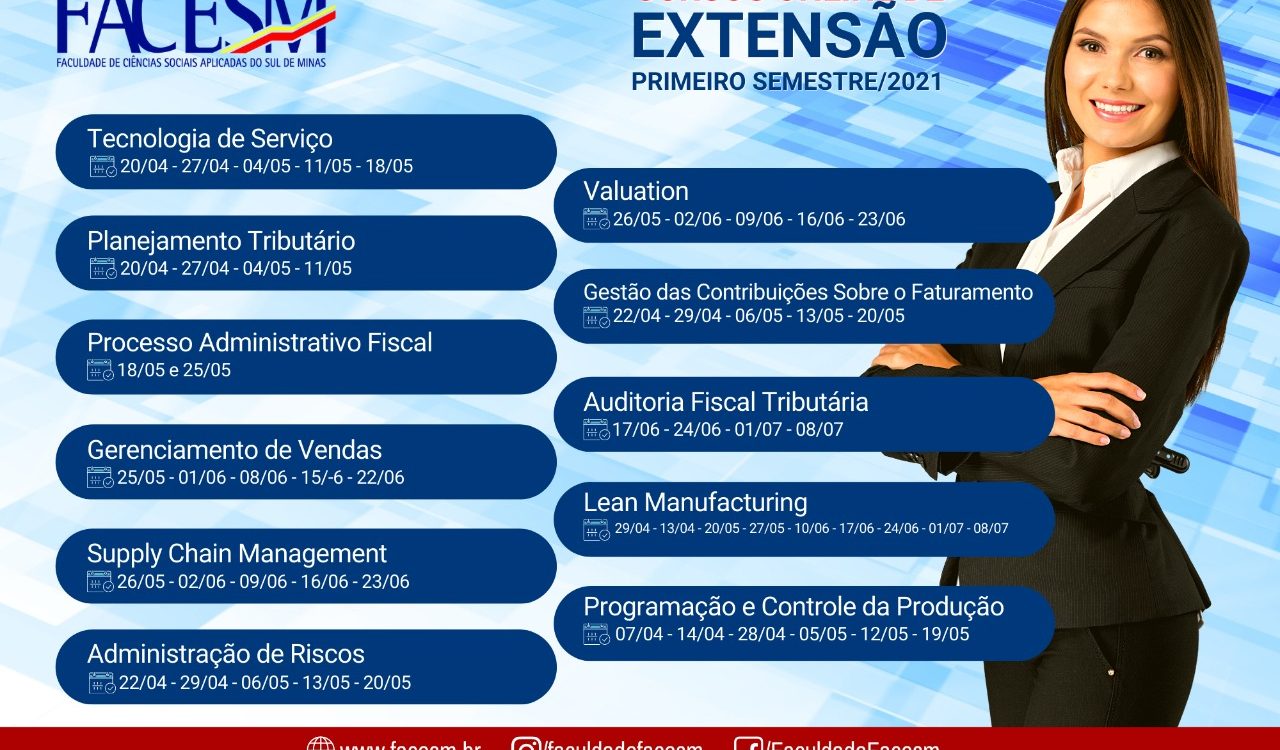 FACESM
FACULDADE DE CIÊNCIAS SOCIAIS APLICADAS DO SUL DE MINAS
EXTENSÃO
PRIMEIRO SEMESTRE/2021
Tecnologia de Serviço
20/04 - 27/04 - 04/05 - 11/05 - 18/05
Planejamento Tributário
20/04 - 27/04 - 04/05 - 11/05
Processo Administrativo Fiscal
18/05 e 25/05
Gerenciamento de Vendas
25/05 - 01/06 - 08/06 - 15/-6 - 22/06
Supply Chain Management
26/05 - 02/06 - 09/06 - 16/06 - 23/06
Administração de Riscos
22/04 - 29/04 - 06/05 - 13/05 - 20/05
Valuation
26/05 - 02/06 - 09/06 - 16/06 - 23/06
Gestão das Contribuições Sobre o Faturamento
22/04 - 29/04 - 06/05 - 13/05 - 20/05
Auditoria Fiscal Tributária
17/06 - 24/06 - 01/07 - 08/07
Lean Manufacturing
29/04 - 13/04 - 20/05 - 27/05 - 10/06 - 17/06 - 24/06 - 01/07 - 08/07
Programação e Controle da Produção
07/04 - 14/04 - 28/04 - 05/05 - 12/05 - 19/05
www.facesm.br /faculdadefacesm /FaculdadeFacesm